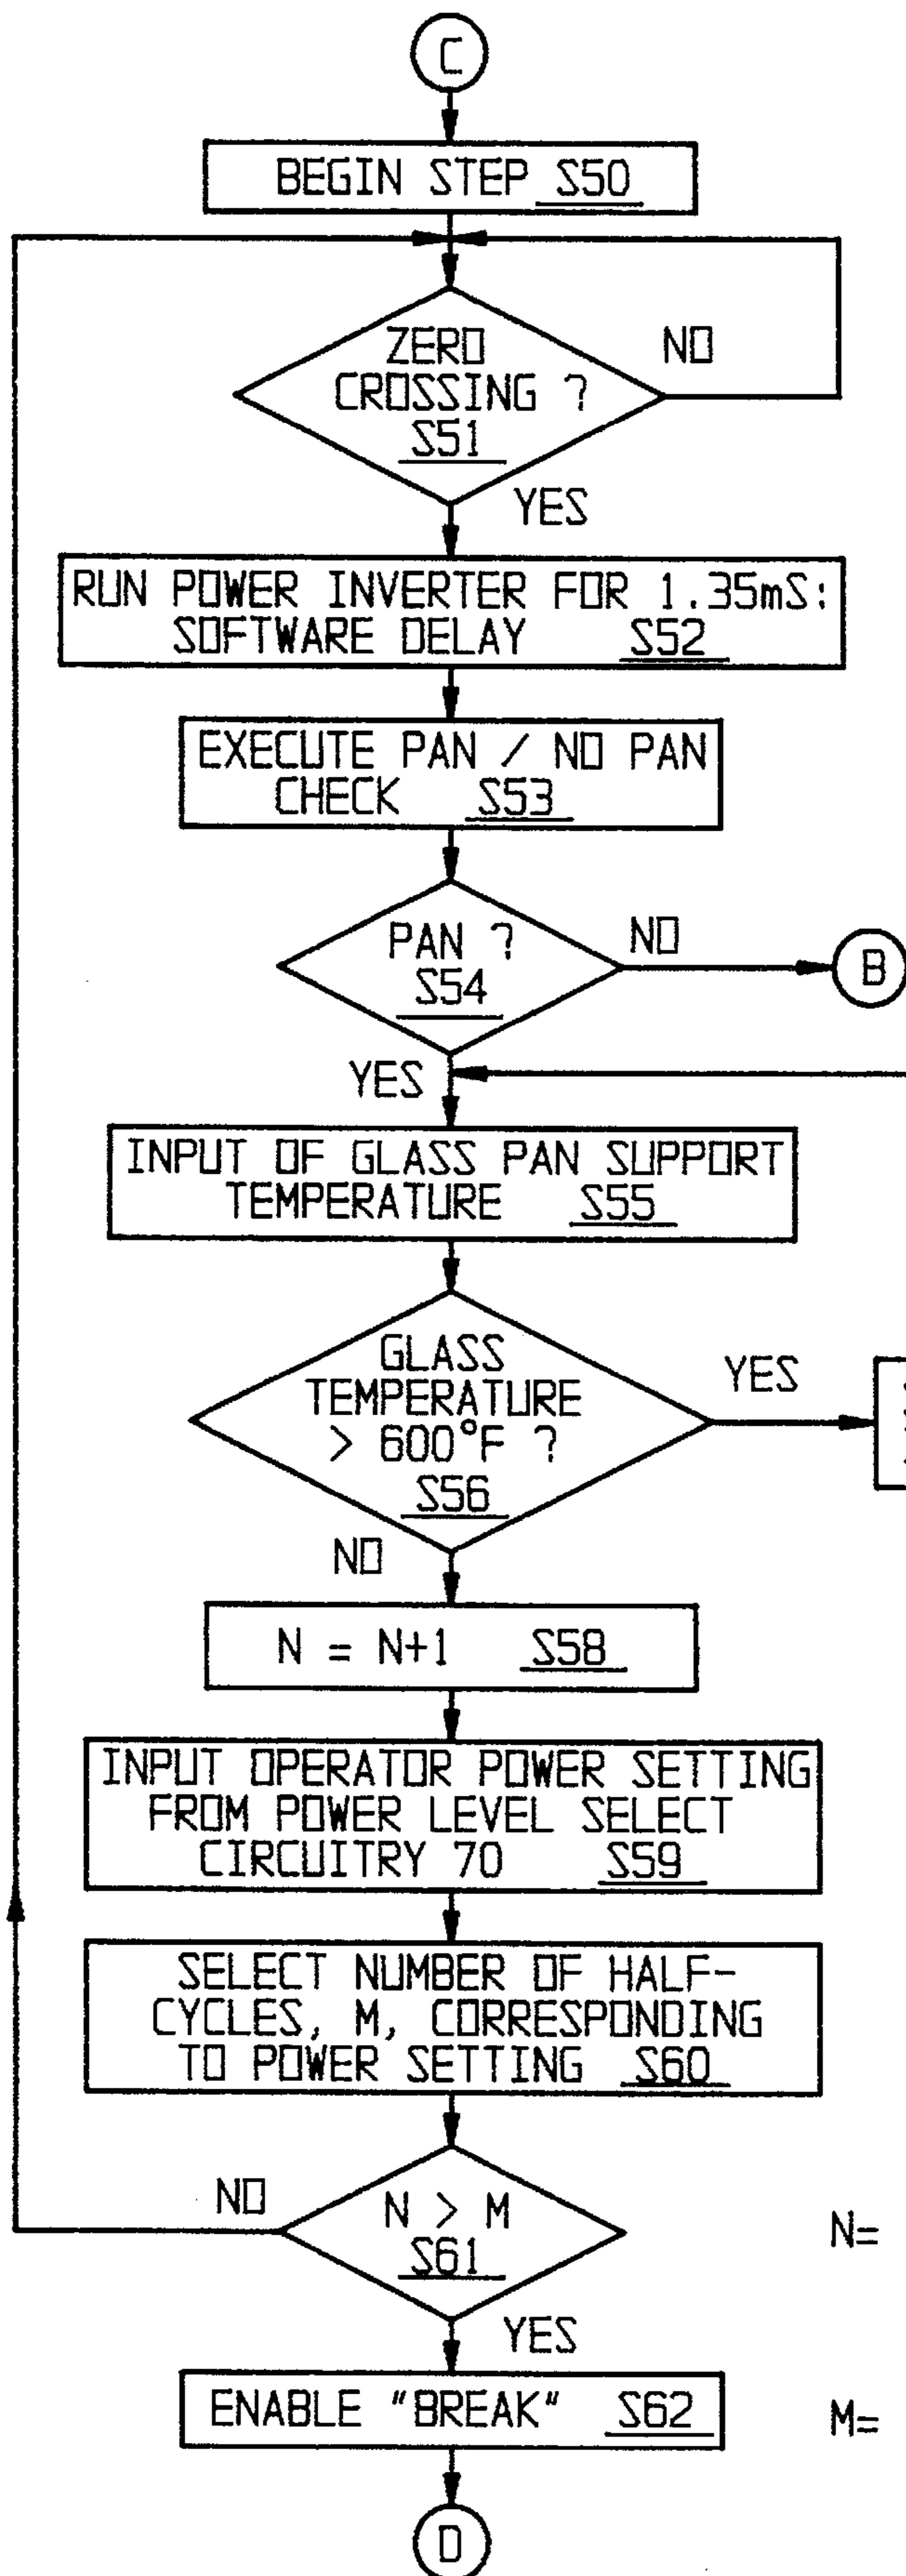 C
BEGIN STEP S50
ZERO
CROSSING ?
S51
NO
YES
RUN POWER INVERTER FOR 1.35mS:
SOFTWARE DELAY S52
EXECUTE PAN / NO PAN
CHECK S53
PAN ?
S54
NO
B
YES
INPUT OF GLASS PAN SUPPORT
TEMPERATURE S55
GLASS
TEMPERATURE
> 600°F ?
S56
YES
NO
N = N+1 S58
INPUT OPERATOR POWER SETTING
FROM POWER LEVEL SELECT
CIRCUITRY 70 S59
SELECT NUMBER OF HALF-
CYCLES, M, CORRESPONDING
TO POWER SETTING S60
NO
N > M
S61
N=
YES
ENABLE "BREAK" S62
M=
D